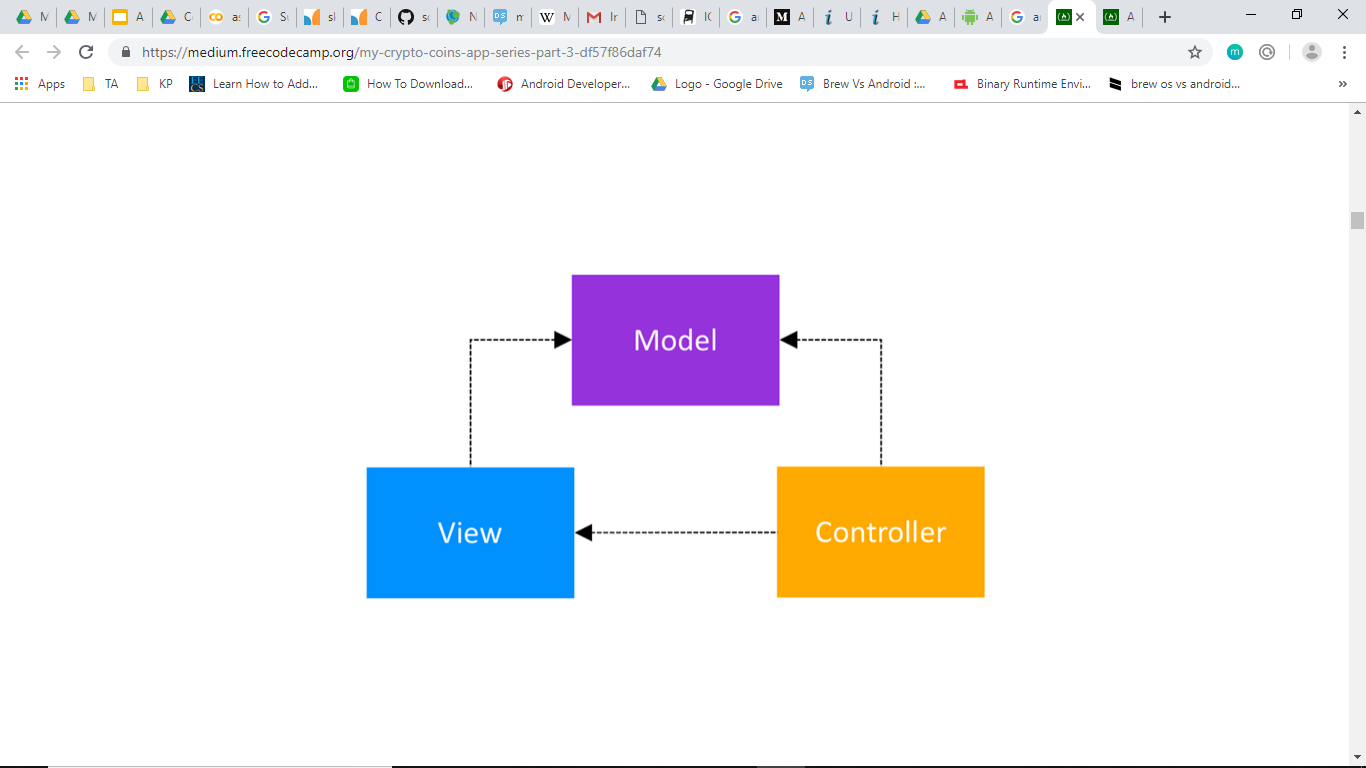 https://medium.freecodecamp.org/my-crypto-coins-app-series-part-3-df57f86daf74
Apps TA KP Learn How to Add... How To Download... Android Developer... Logo - Google Drive Brew Vs Android :... Binary Runtime Envi... brew os vs android... »
Model
View Controller